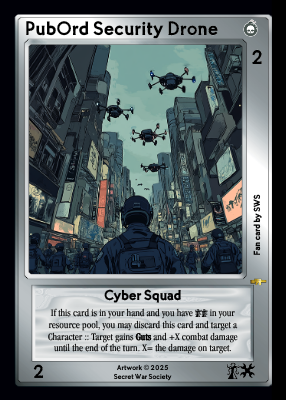 PubOrd Security Drone
2
Fan card by SWS
Cyber Squad
If this card is in your hand and you have in your
resource pool, you may discard this card and target a
Character :: Target gains Guts and +X combat damage
until the end of the turn. X= the damage on target.
2
Artwork © 2025
Secret War Society